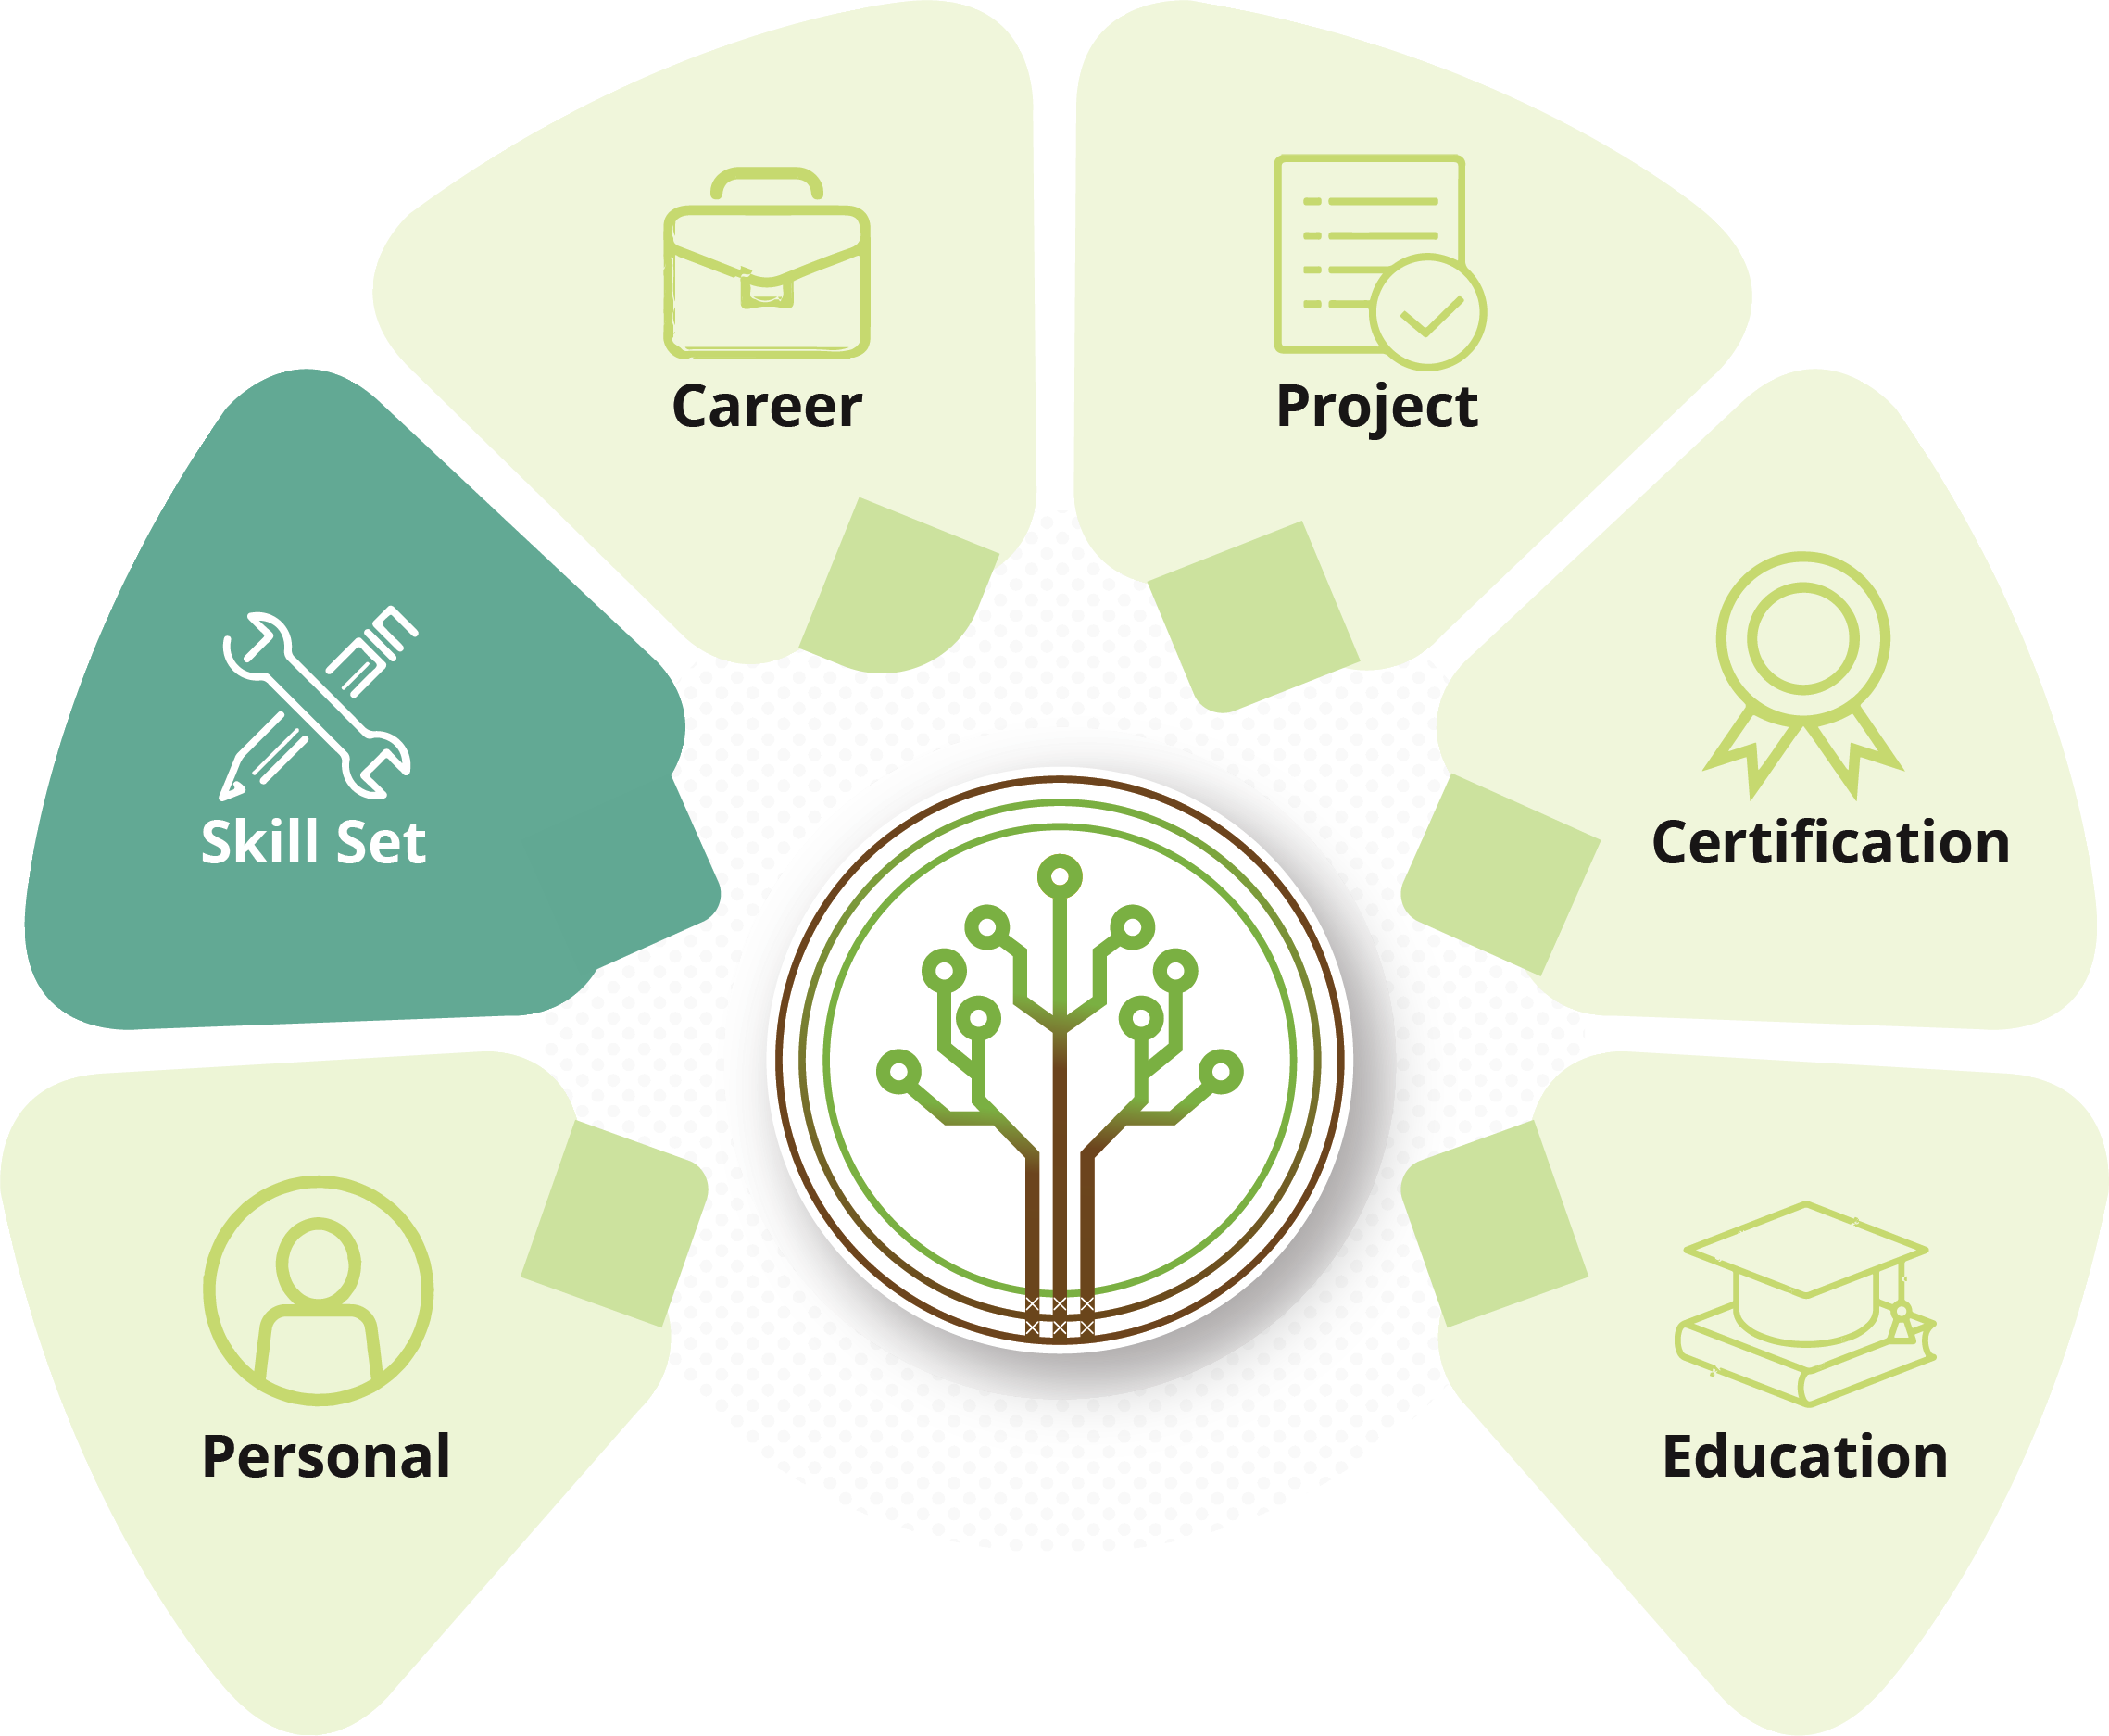 Career
Project
Skill Set
Certification
Personal
Education